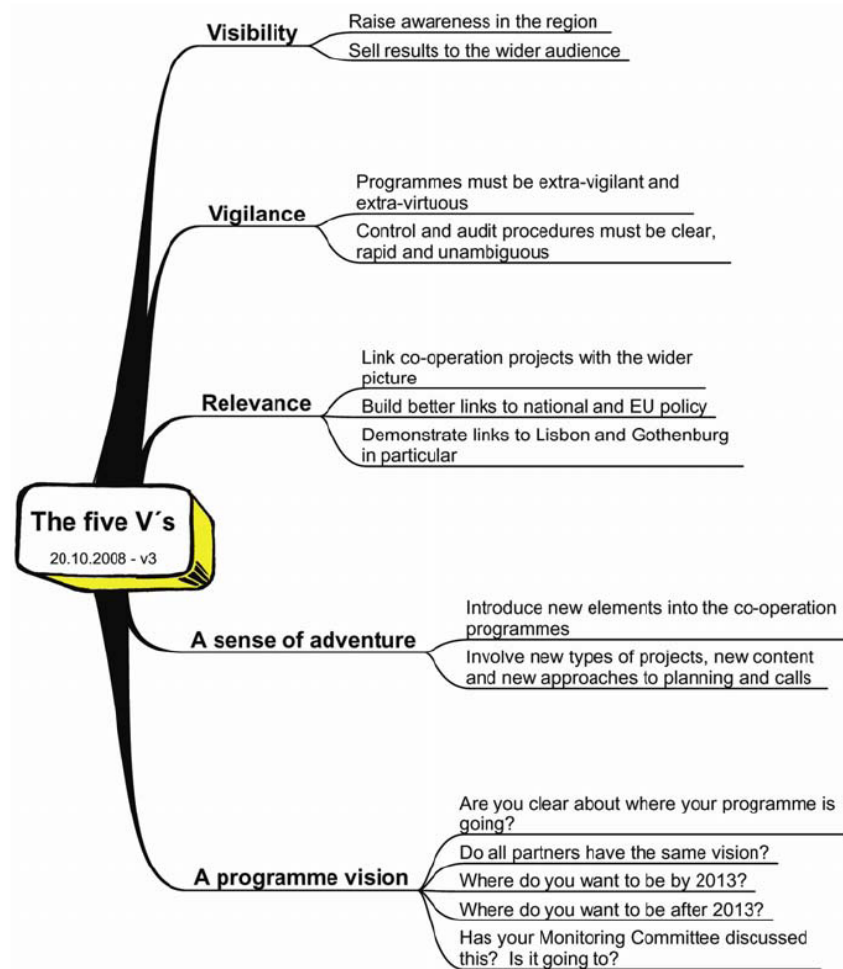 Visibility
Raise awareness in the region
Sell results to the wider audience
Vigilance
Programmes must be extra-vigilant and
extra-virtuous
Control and audit procedures must be clear,
rapid and unambiguous
Relevance
Link co-operation projects with the wider
picture
Build better links to national and EU policy
Demonstrate links to Lisbon and Gothenburg
in particular
The five V´s
20.10.2008 - v3
A sense of adventure
Introduce new elements into the co-operation
programmes
Involve new types of projects, new content
and new approaches to planning and calls
A programme vision
Are you clear about where your programme is
going?
Do all partners have the same vision?
Where do you want to be by 2013?
Where do you want to be after 2013?
Has your Monitoring Committee discussed
this?  Is it going to?